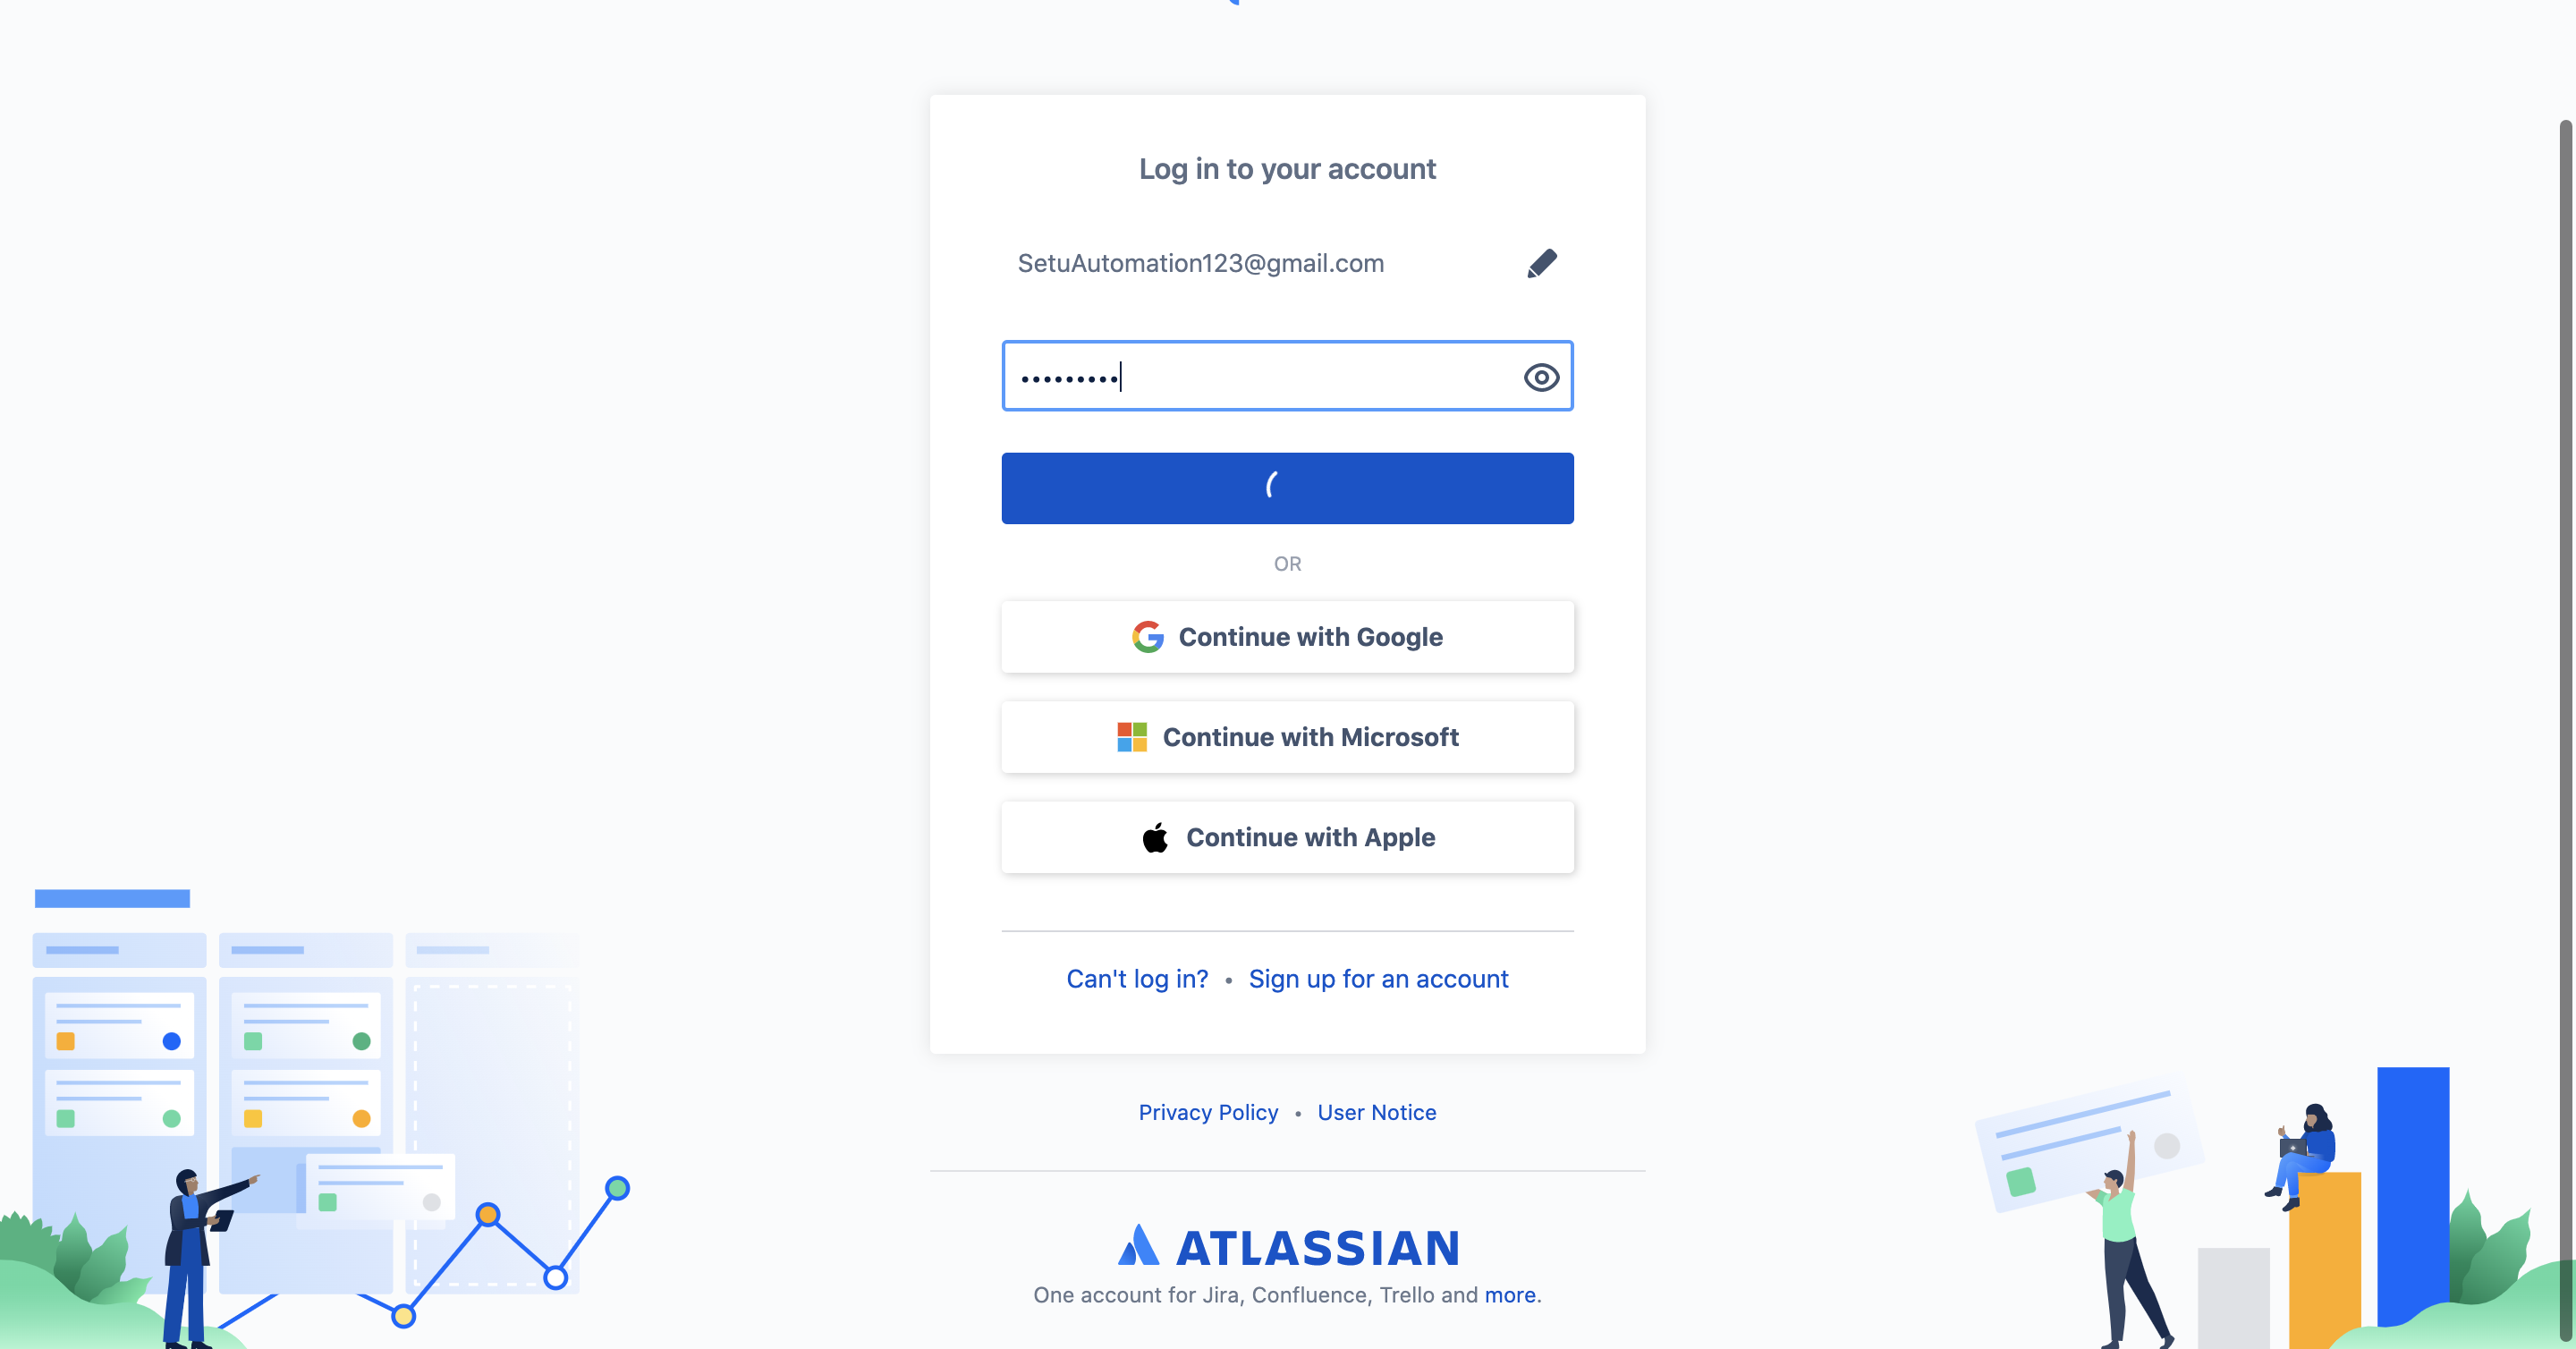 Log in to your account
SetuAutomation123@gmail.com
•••••••••
OR
Continue with Google
Continue with Microsoft
Continue with Apple
Can't log in? • Sign up for an account
Privacy Policy • User Notice
ATLASSIAN
One account for Jira, Confluence, Trello and more.